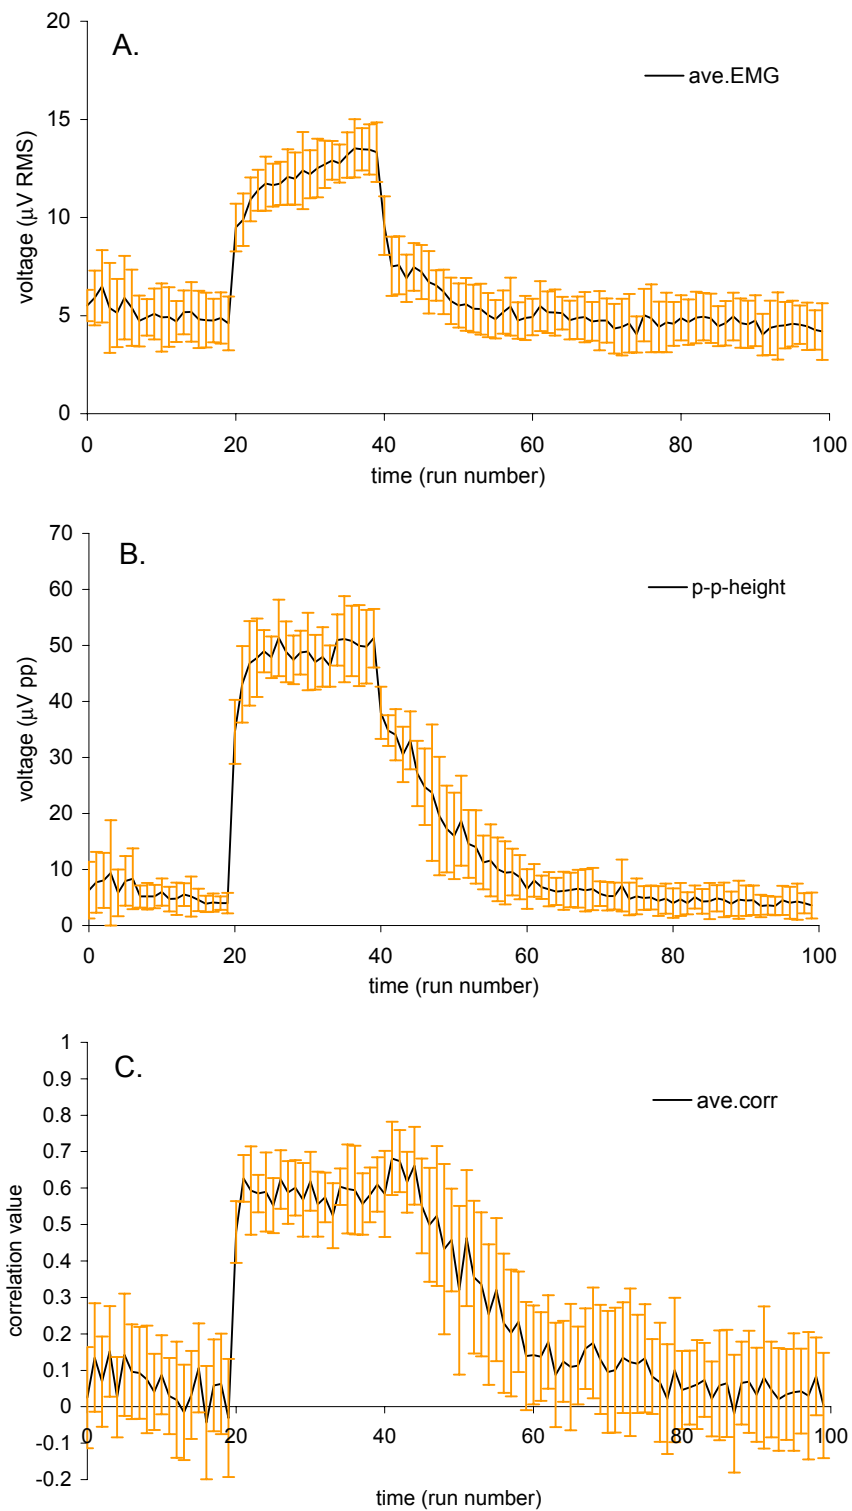 A.
ave.EMG
voltage (μV RMS)
20
15
10
5
0
0 20 40 60 80 100
time (run number)
B.
p-p-height
voltage (μV pp)
70
60
50
40
30
20
10
0
0 20 40 60 80 100
time (run number)
C.
ave.corr
correlation value
1
0.9
0.8
0.7
0.6
0.5
0.4
0.3
0.2
0.1
0
-0.1
-0.2
0 20 40 60 80 100
time (run number)